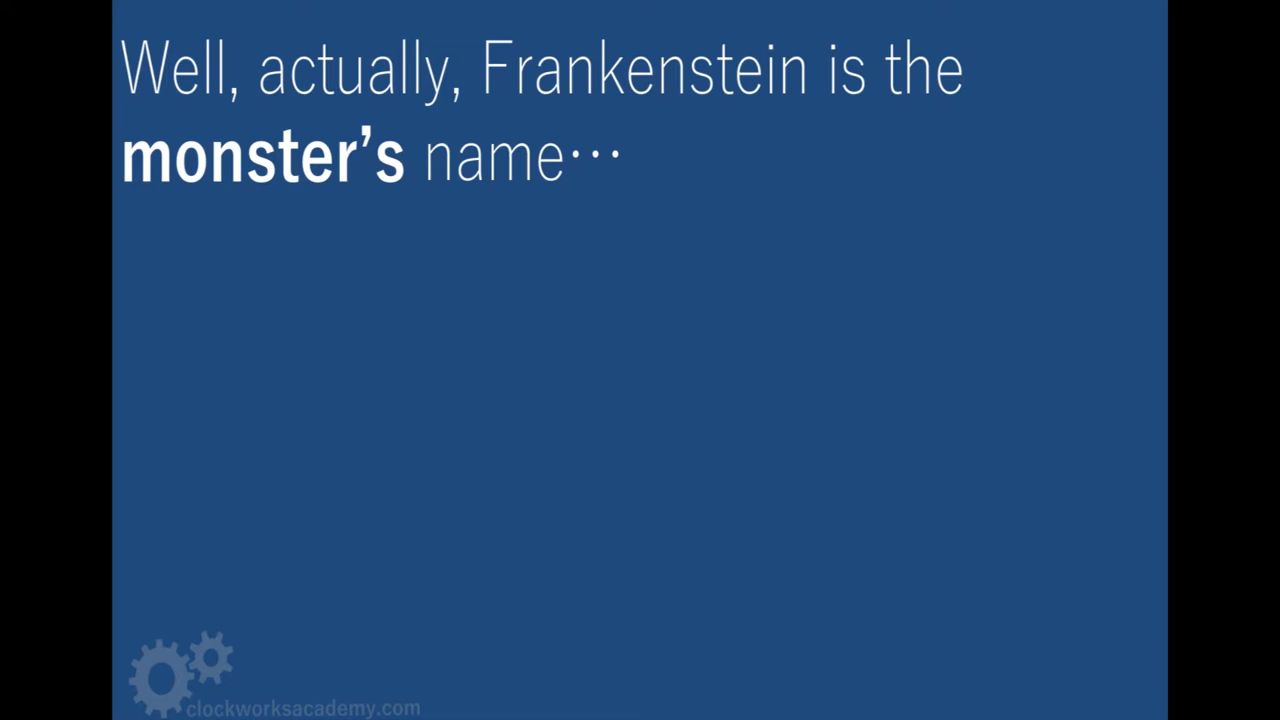 Well, actually, Frankenstein is the
monster’s name…
clockworksacademy.com